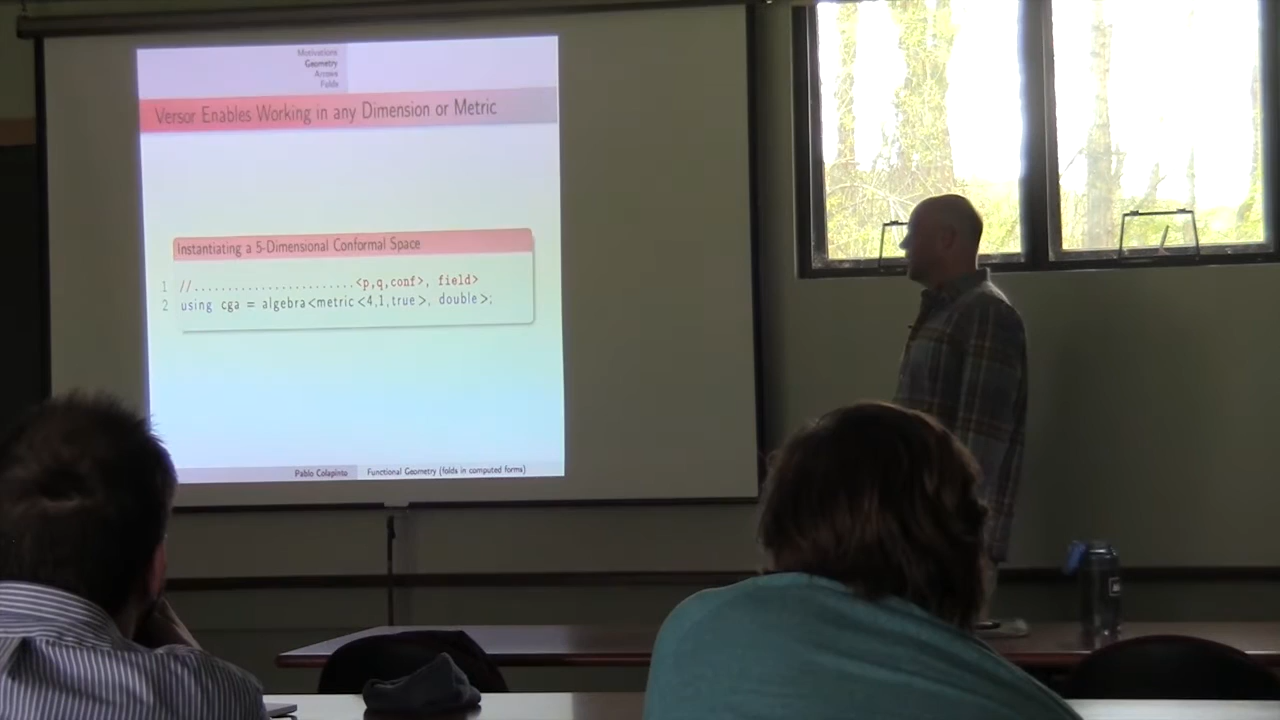 Motivations
Geometry
Arrows
Folds
Versor Enables Working in any Dimension or Metric
Instantiating a 5-Dimensional Conformal Space
1 //.......................<p,q,conf>, field>
2 using cga = algebra<metric<4,1,true>, double>;
Pablo Colapinto Functional Geometry (folds in computed forms)